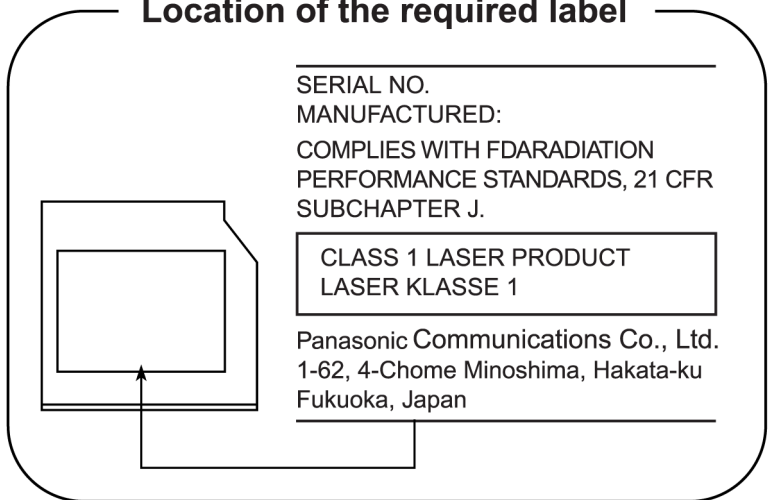 Location of the required label
SERIAL NO.
MANUFACTURED:
COMPLIES WITH FDARADIATION
PERFORMANCE STANDARDS, 21 CFR
SUBCHAPTER J.
CLASS 1 LASER PRODUCT
LASER KLASSE 1
Panasonic Communications Co., Ltd.
1-62, 4-Chome Minoshima, Hakata-ku
Fukuoka, Japan